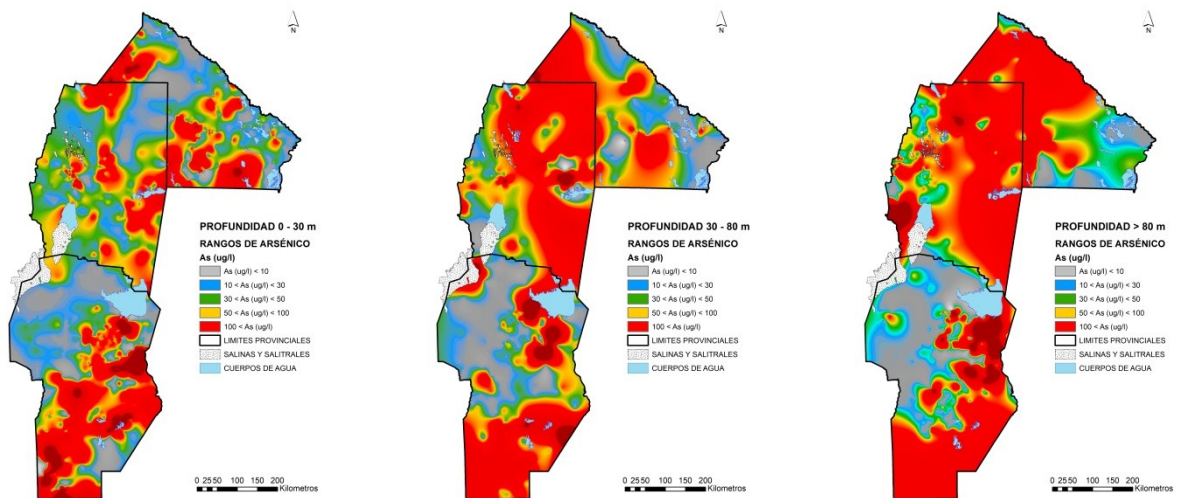 N
PROFUNDIDAD 0 - 30 m
RANGOS DE ARSÉNICO
As (ug/l)
As (ug/l) < 10
10 < As (ug/l) < 30
30 < As (ug/l) < 50
50 < As (ug/l) < 100
100 < As (ug/l)
LIMITES PROVINCIALES
SALINAS Y SALITRALES
CUERPOS DE AGUA
0 25 50 100 150 200
Kilometros
N
PROFUNDIDAD 30 - 80 m
RANGOS DE ARSÉNICO
As (ug/l)
As (ug/l) < 10
10 < As (ug/l) < 30
30 < As (ug/l) < 50
50 < As (ug/l) < 100
100 < As (ug/l)
LIMITES PROVINCIALES
SALINAS Y SALITRALES
CUERPOS DE AGUA
0 25 50 100 150 200
Kilometros
N
PROFUNDIDAD > 80 m
RANGOS DE ARSÉNICO
As (ug/l)
As (ug/l) < 10
10 < As (ug/l) < 30
30 < As (ug/l) < 50
50 < As (ug/l) < 100
100 < As (ug/l)
LIMITES PROVINCIALES
SALINAS Y SALITRALES
CUERPOS DE AGUA
0 25 50 100 150 200
Kilometros